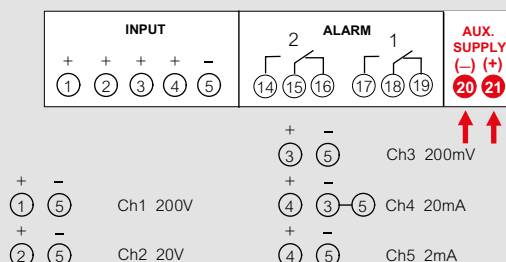 INPUT
ALARM
AUX.
SUPPLY
2 1
+ + + + –
(–) (+)
1 2 3 4 5
14 15 16 17 18 19
20 21
+ –
3 5 Ch3 200mV
+ –
1 5 Ch1 200V
+ –
4 3 5 Ch4 20mA
+ –
2 5 Ch2 20V
+ –
4 5 Ch5 2mA